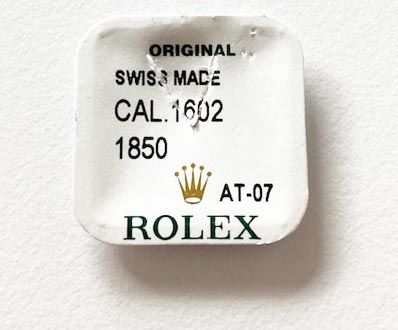 ORIGINAL
SWISS MADE
CAL.1602
1850
AT-07
ROLEX